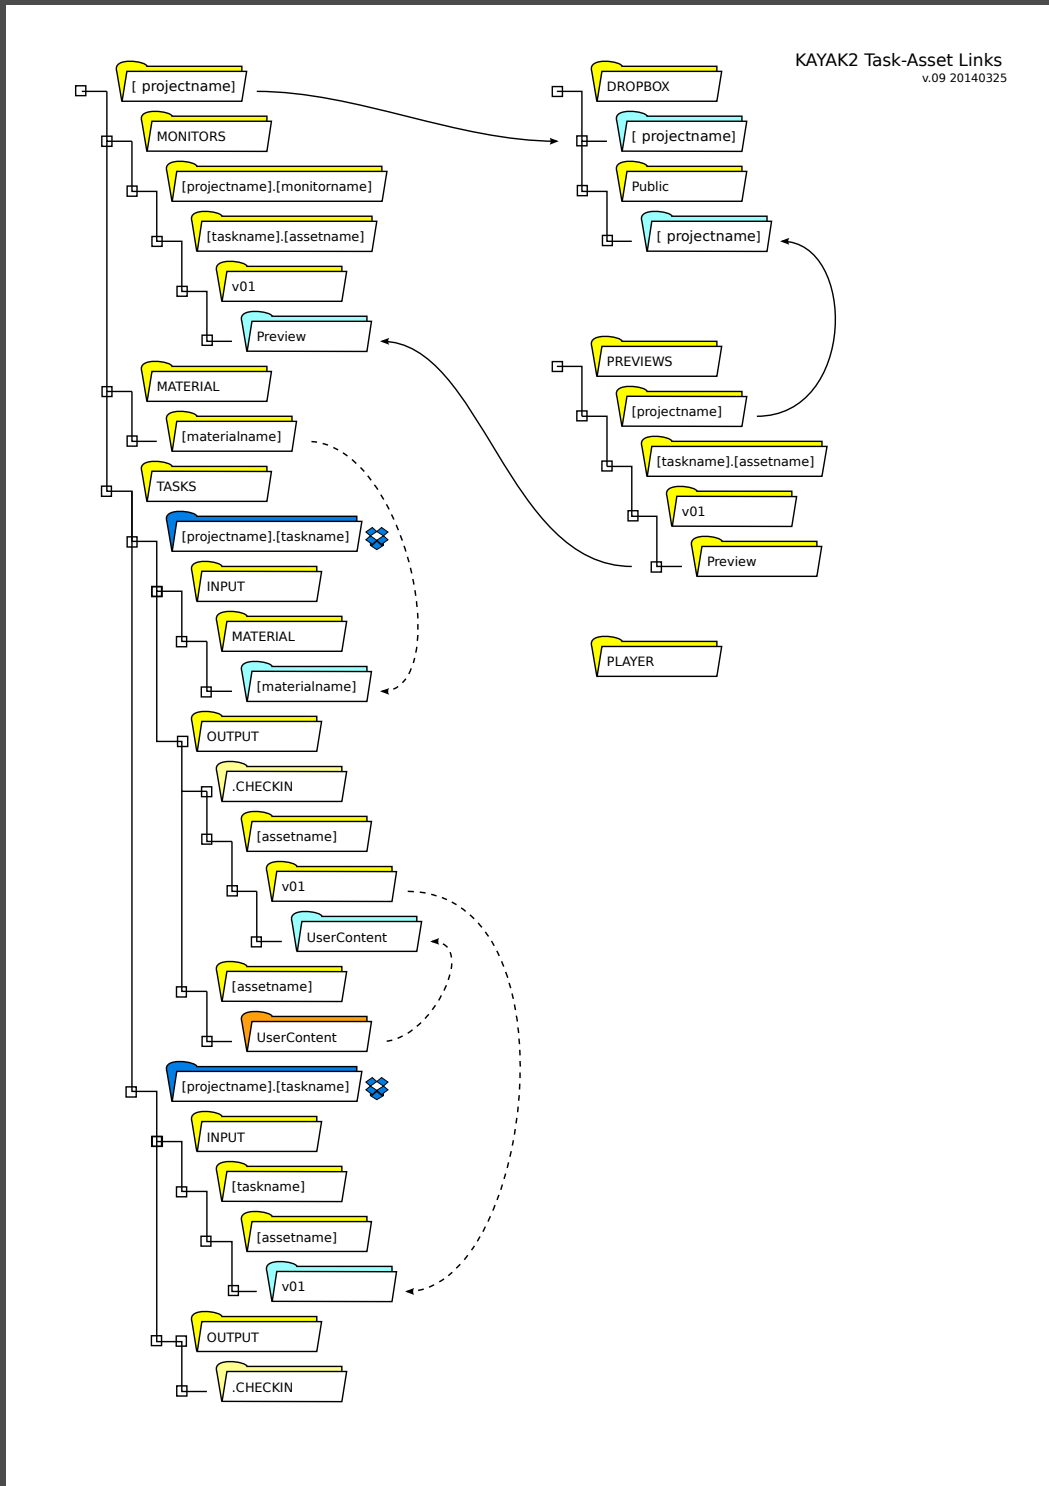 KAYAK2 Task-Asset Links
v.09 20140325
[ projectname]
MONITORS
[projectname].[monitorname]
[taskname].[assetname]
v01
Preview
MATERIAL
[materialname]
TASKS
[projectname].[taskname]
INPUT
MATERIAL
[materialname]
OUTPUT
.CHECKIN
[assetname]
v01
UserContent
[assetname]
UserContent
[projectname].[taskname]
INPUT
[taskname]
[assetname]
v01
OUTPUT
.CHECKIN
DROPBOX
[ projectname]
Public
[ projectname]
PREVIEWS
[projectname]
[taskname].[assetname]
v01
Preview
PLAYER